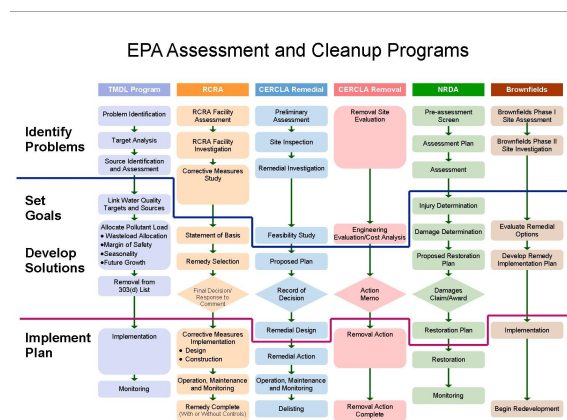 EPA Assessment and Cleanup Programs
TMDL Program
RCRA
CERCLA Remedial
CERCLA Removal
NRDA
Brownfields
Identify
Problems
Set
Goals
Develop
Solutions
Implement
Plan
Problem Identification
Target Analysis
Source Identification
and Assessment
Link Water Quality
Targets and Sources
Allocate Pollutant Load
• Wasteload Allocation
• Margin of Safety
• Seasonality
• Future Growth
Removal from
303(d) List
Implementation
Monitoring
RCRA Facility
Assessment
RCRA Facility
Investigation
Corrective Measures
Study
Statement of Basis
Remedy Selection
Final Decision/
Response to
Comment
Corrective Measures
Implementation
• Design
• Construction
Operation, Maintenance
and Monitoring
Remedy Complete
(With or Without Controls)
Preliminary
Assessment
Site Inspection
Remedial Investigation
Feasibility Study
Proposed Plan
Record of
Decision
Remedial Design
Remedial Action
Operation, Maintenance
and Monitoring
Delisting
Removal Site
Evaluation
Engineering
Evaluation/Cost Analysis
Action
Memo
Removal Action
Removal Action
Complete
Pre-assessment
Screen
Assessment Plan
Assessment
Injury Determination
Damage Determination
Proposed Restoration
Plan
Damages
Claim/Award
Restoration Plan
Restoration
Monitoring
Brownfields Phase I
Site Assessment
Brownfields Phase II
Site Investigation
Evaluate Remedial
Options
Develop Remedy
Implementation Plan
Implementation
Begin Redevelopment